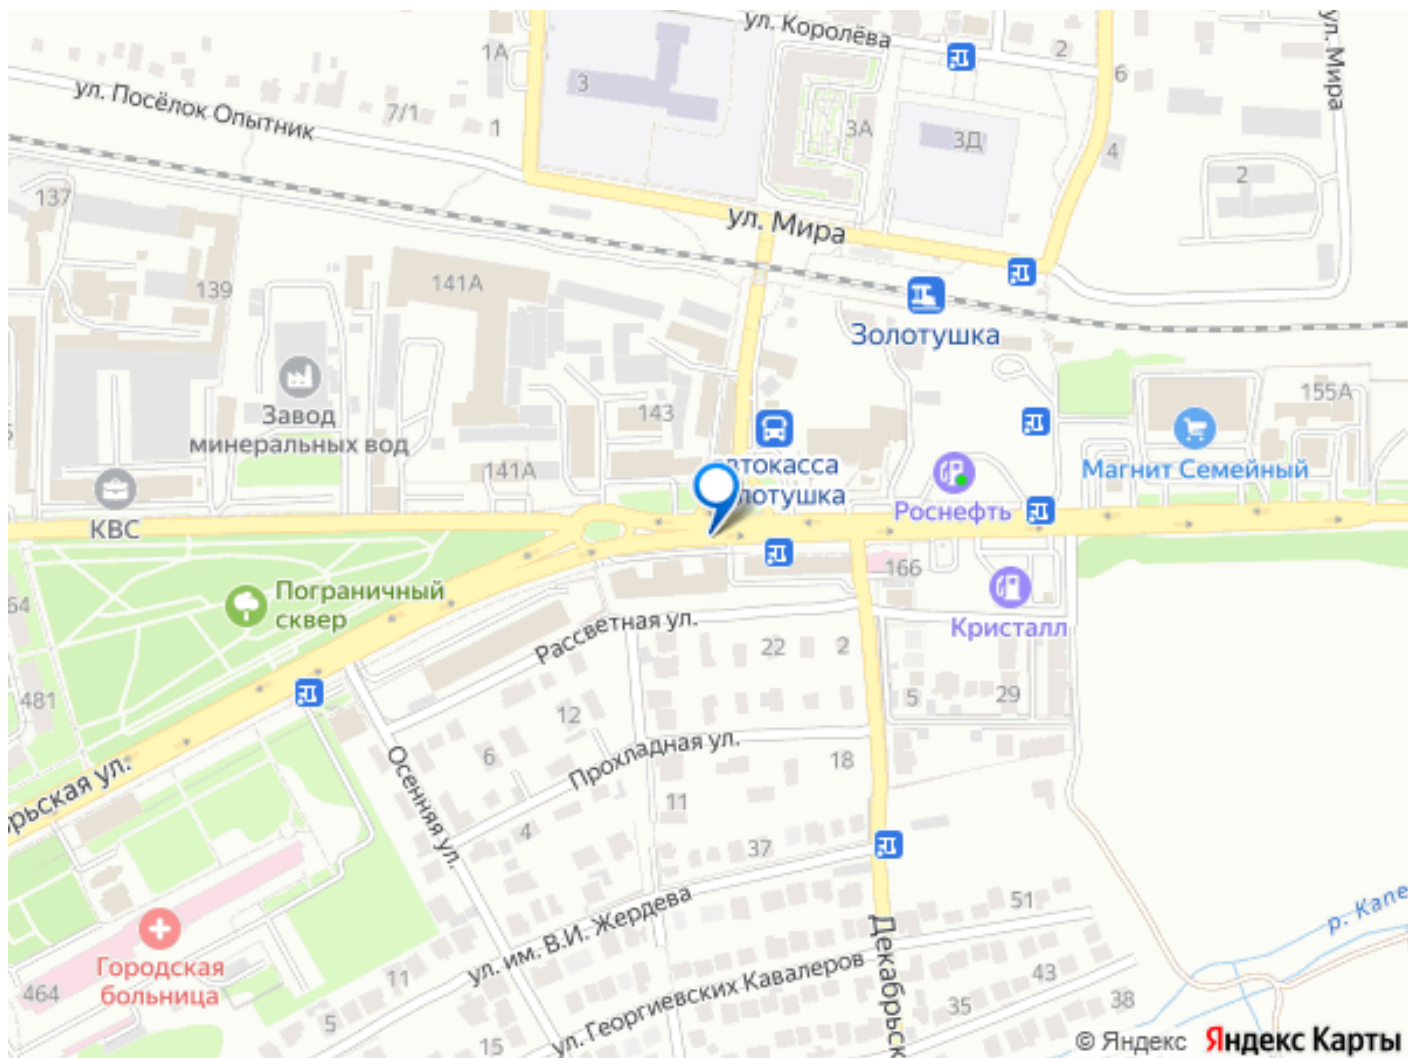 ул. Королёва
2
ул. Мира
1А
3
6
ул. Посёлок Опытник
7/1
1
3А
3Д
4
2
137
ул. Мира
139
141А
Золотушка
Завод
минеральных вод
143
155А
автокасса
Магнит Семейный
141А
КВС
Роснефть
166
Пограничный
сквер
Кристалл
Рассветная ул.
22
2
481
5
29
12
6
Прохладная ул.
18
Осенняя ул.
11
4
37
51
р. Капе
ул. им. В.И. Жердева
Декабрьск
Городская
больница
464
11
ул. Георгиевских Кавалеров
43
35
38
5
15
© Яндекс
Яндекс Карты